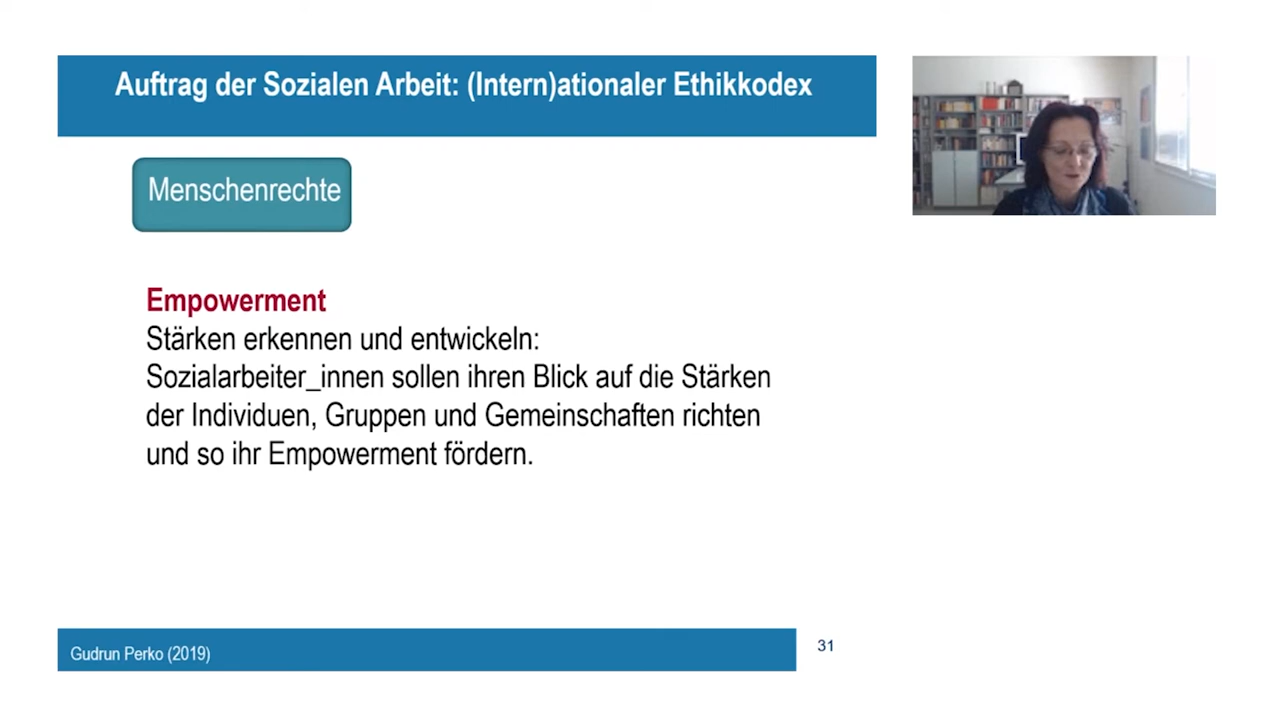 Auftrag der Sozialen Arbeit: (Intern)ationaler Ethikkodex
Menschenrechte
Empowerment
Stärken erkennen und entwickeln:
Sozialarbeiter_innen sollen ihren Blick auf die Stärken
der Individuen, Gruppen und Gemeinschaften richten
und so ihr Empowerment fördern.
Gudrun Perko (2019)
31